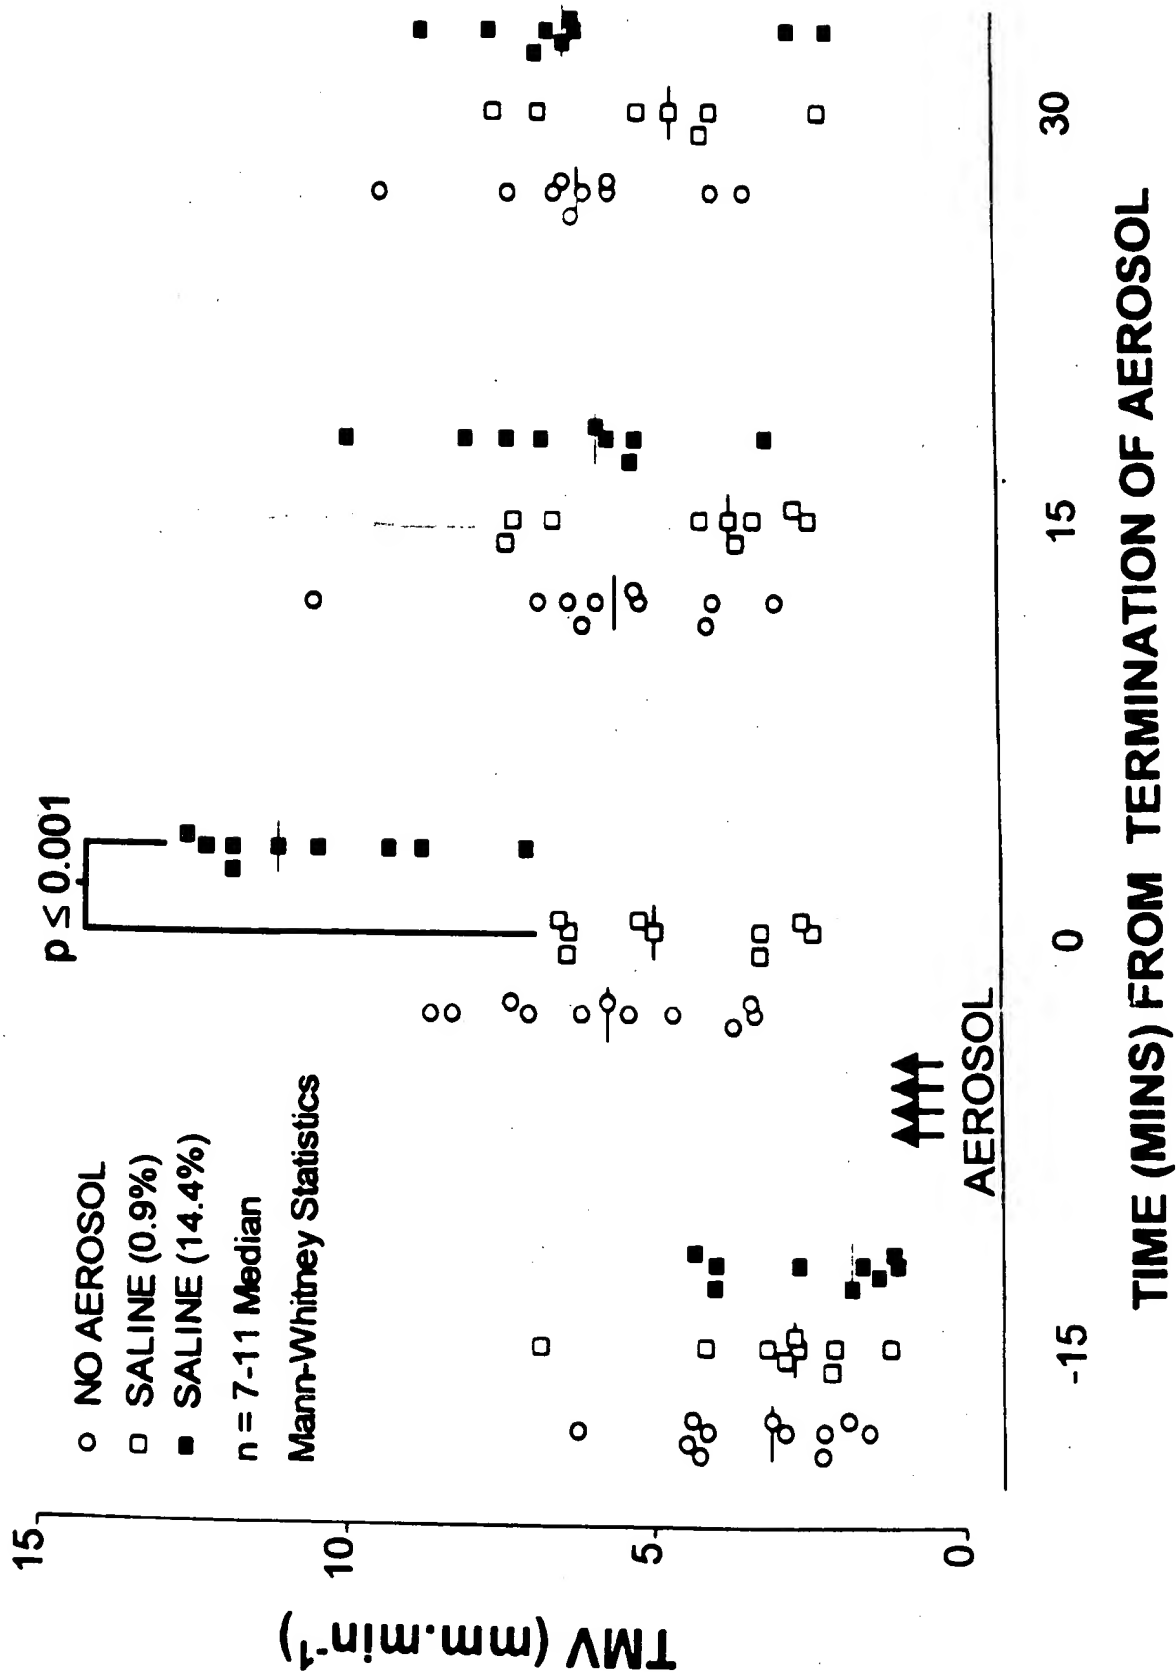 p ≤ 0.001
NO AEROSOL
SALINE (0.9%)
SALINE (14.4%)
n = 7-11 Median
Mann-Whitney Statistics
15
10
5
0
TMV (mm.min⁻¹)
AEROSOL
-15
0
15
30
TIME (MINS) FROM TERMINATION OF AEROSOL